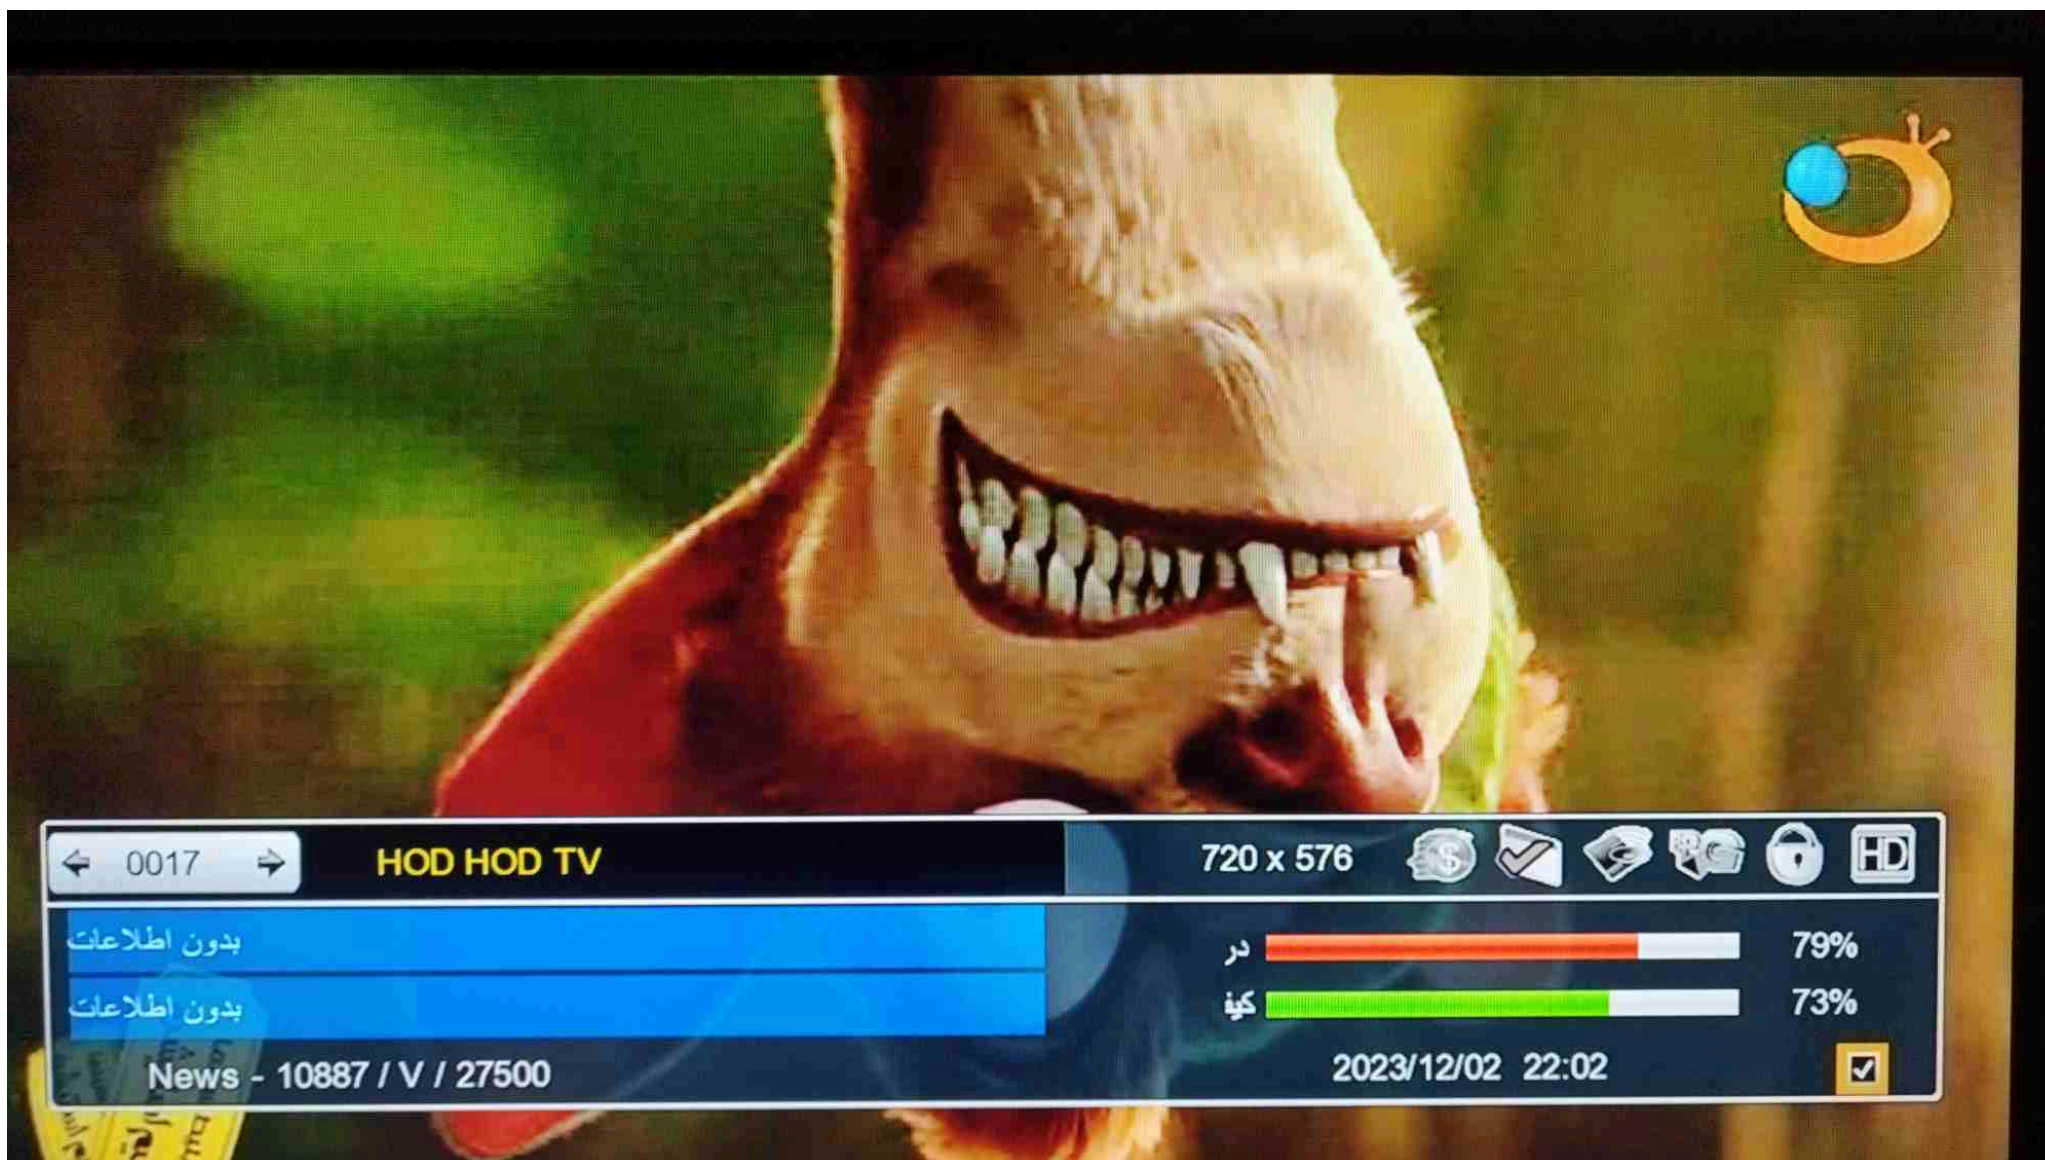 0017
HOD HOD TV
720 x 576
HD
بدون اطلاعات
در
79%
بدون اطلاعات
کیف
73%
News - 10887 / V / 27500
2023/12/02 22:02